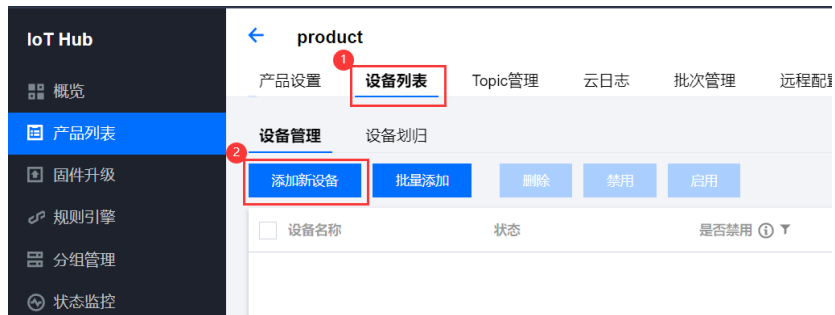 IoT Hub
product
1
产品设置 设备列表 Topic管理 云日志 批次管理 远程配置
概览
产品列表
设备管理 设备划归
2
添加新设备 批量添加 删除 禁用 启用
固件升级
规则引擎
设备名称 状态 是否禁用
分组管理
状态监控